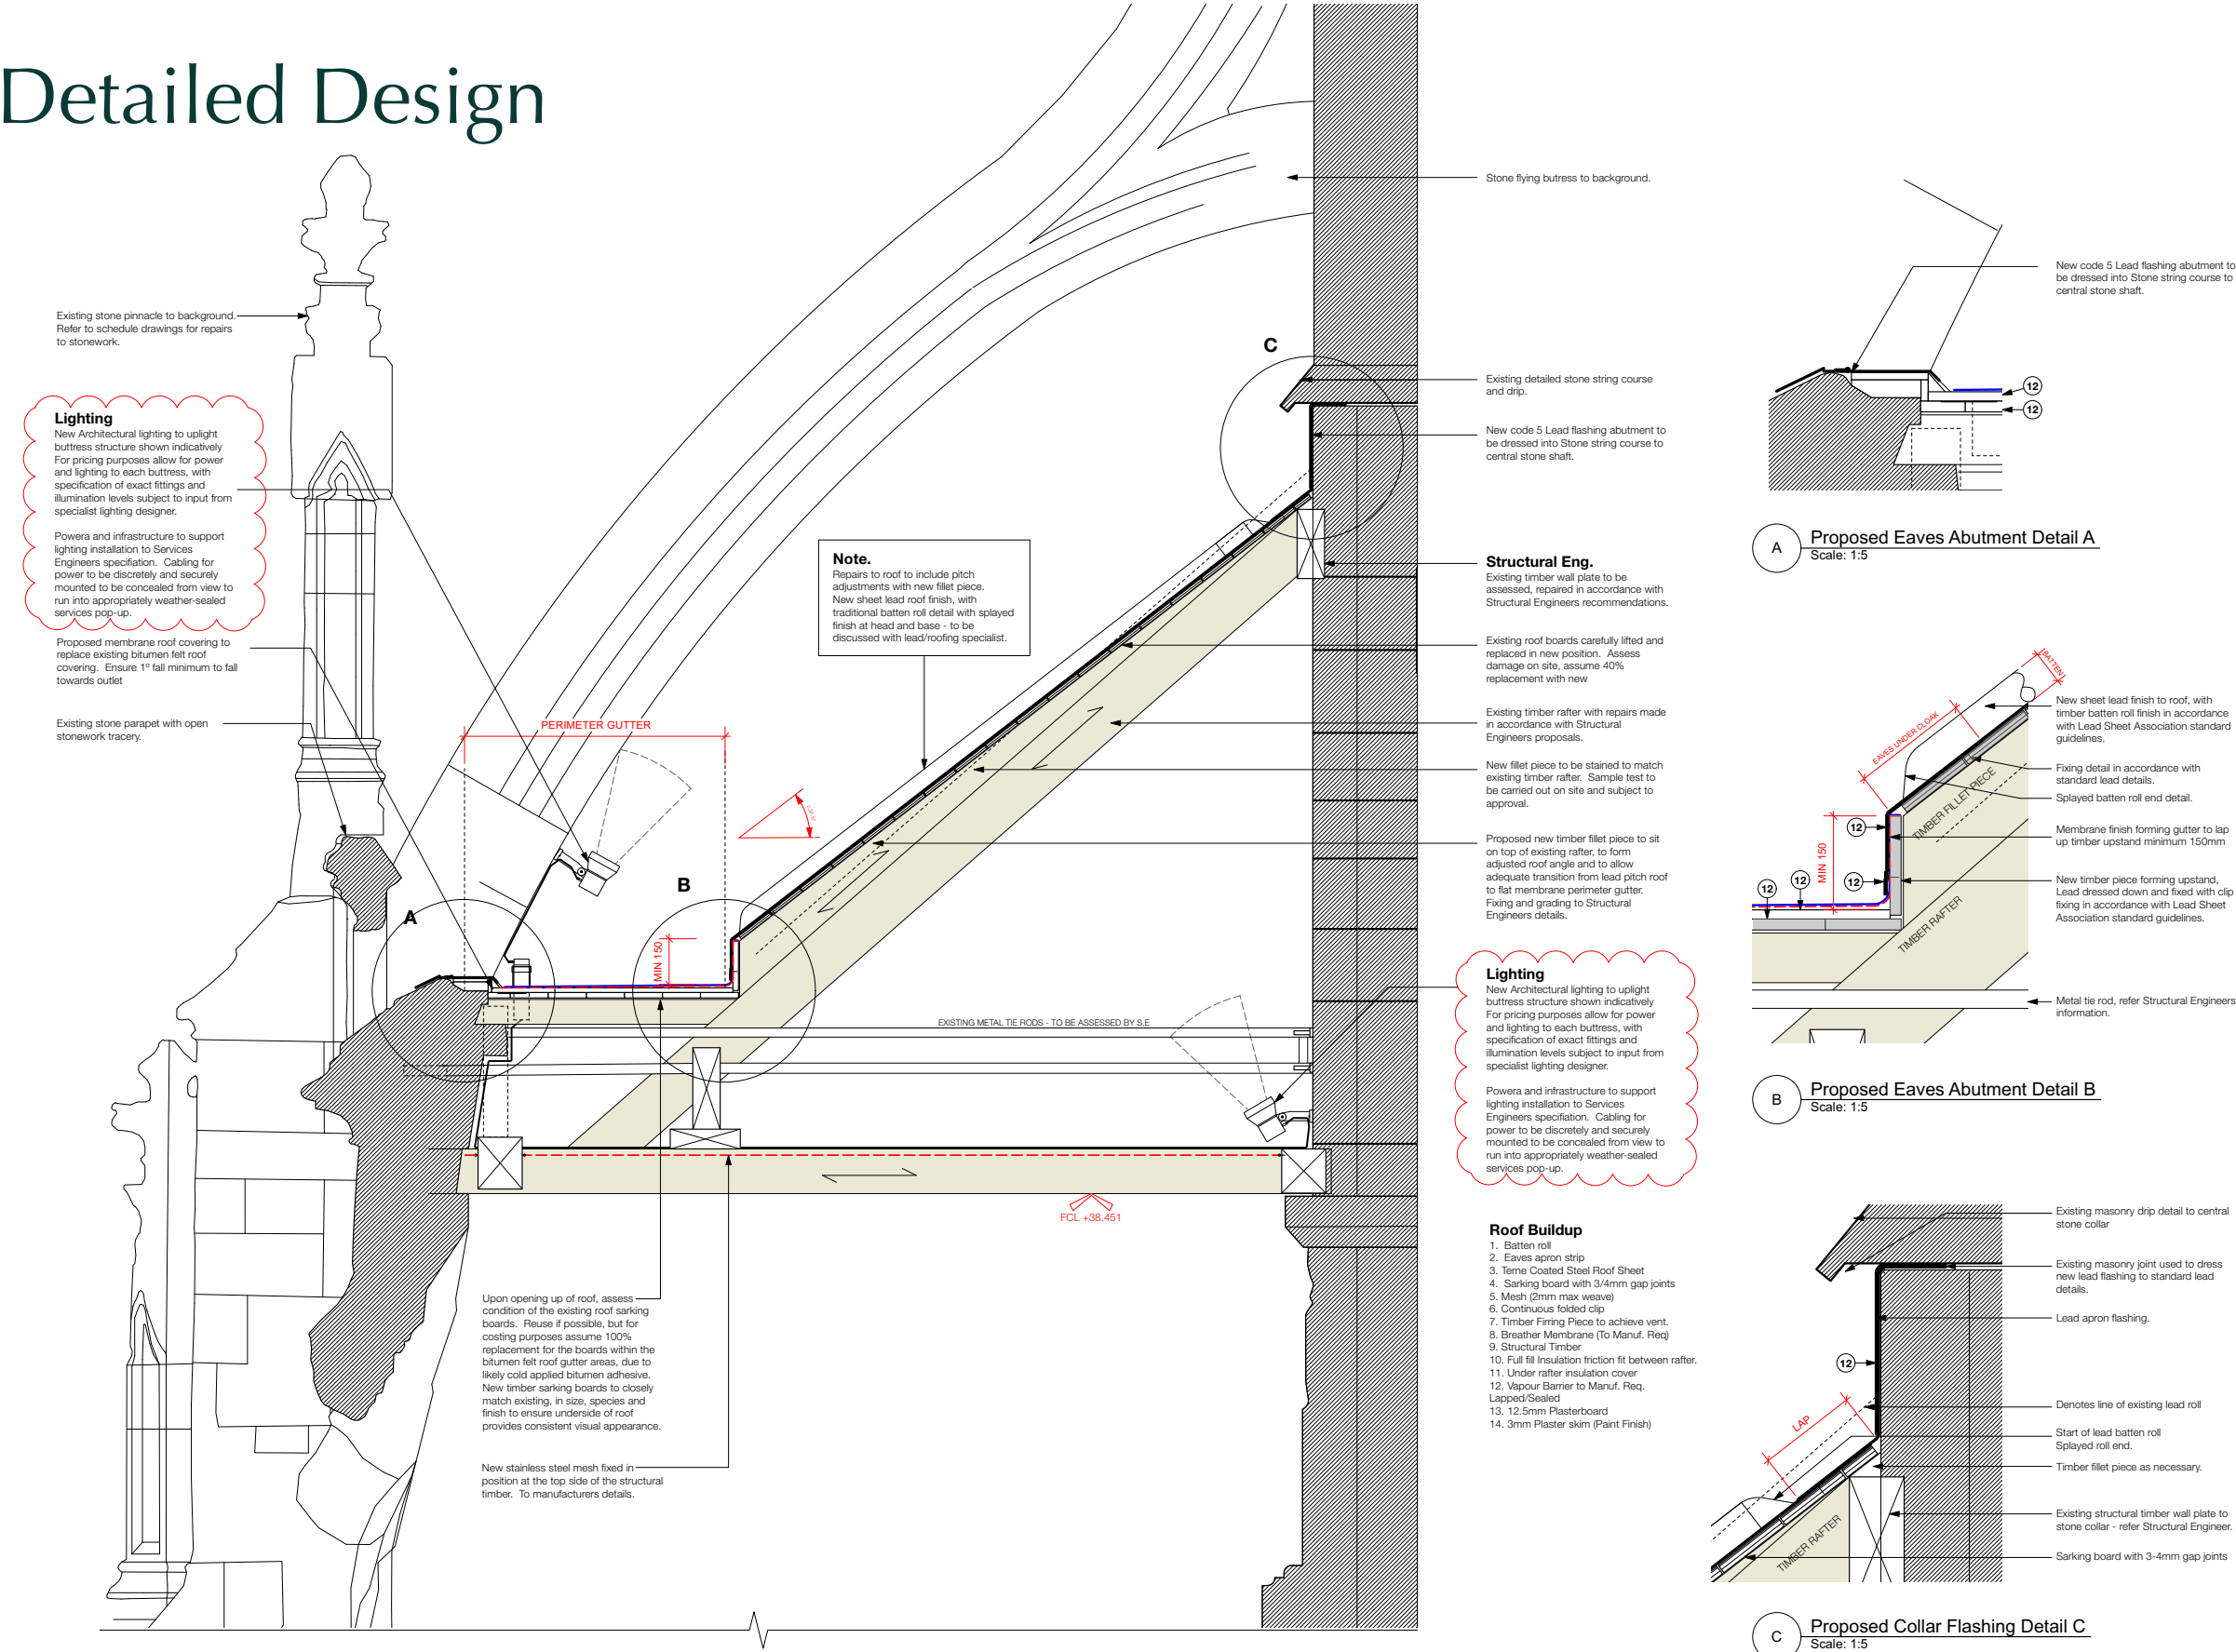 Detailed Design
Existing stone pinnacle to background.
Refer to schedule drawings for repairs
to stonework.
Lighting
New Architectural lighting to uplight
buttress structure shown indicatively
For pricing purposes allow for power
and lighting to each buttress, with
specification of exact fittings and
illumination levels subject to input from
specialist lighting designer.
Powera and infrastructure to support
lighting installation to Services
Engineers specifiation. Cabling for
power to be discretely and securely
mounted to be concealed from view to
run into appropriately weather-sealed
services pop-up.
Proposed membrane roof covering to
replace existing bitumen felt roof
covering. Ensure 1º fall minimum to fall
towards outlet
Existing stone parapet with open
stonework tracery.
PERIMETER GUTTER
A
B
C
MIN 150
Note.
Repairs to roof to include pitch
adjustments with new fillet piece.
New sheet lead roof finish, with
traditional batten roll detail with splayed
finish at head and base - to be
discussed with lead/roofing specialist.
EXISTING METAL TIE RODS - TO BE ASSESSED BY S.E
FCL +38.451
Upon opening up of roof, assess
condition of the existing roof sarking
boards. Reuse if possible, but for
costing purposes assume 100%
replacement for the boards within the
bitumen felt roof gutter areas, due to
likely cold applied bitumen adhesive.
New timber sarking boards to closely
match existing, in size, species and
finish to ensure underside of roof
provides consistent visual appearance.
New stainless steel mesh fixed in
position at the top side of the structural
timber. To manufacturers details.
Stone flying butress to background.
Existing detailed stone string course
and drip.
New code 5 Lead flashing abutment to
be dressed into Stone string course to
central stone shaft.
Structural Eng.
Existing timber wall plate to be
assessed, repaired in accordance with
Structural Engineers recommendations.
Existing roof boards carefully lifted and
replaced in new position. Assess
damage on site, assume 40%
replacement with new
Existing timber rafter with repairs made
in accordance with Structural
Engineers proposals.
New fillet piece to be stained to match
existing timber rafter. Sample test to
be carried out on site and subject to
approval.
Proposed new timber fillet piece to sit
on top of existing rafter, to form
adjusted roof angle and to allow
adequate transition from lead pitch roof
to flat membrane perimeter gutter.
Fixing and grading to Structural
Engineers details.
Lighting
New Architectural lighting to uplight
buttress structure shown indicatively
For pricing purposes allow for power
and lighting to each buttress, with
specification of exact fittings and
illumination levels subject to input from
specialist lighting designer.
Powera and infrastructure to support
lighting installation to Services
Engineers specifiation. Cabling for
power to be discretely and securely
mounted to be concealed from view to
run into appropriately weather-sealed
services pop-up.
Roof Buildup
1. Batten roll
2. Eaves apron strip
3. Terne Coated Steel Roof Sheet
4. Sarking board with 3/4mm gap joints
5. Mesh (2mm max weave)
6. Continuous folded clip
7. Timber Firring Piece to achieve vent.
8. Breather Membrane (To Manuf. Req)
9. Structural Timber
10. Full fill Insulation friction fit between rafter.
11. Under rafter insulation cover
12. Vapour Barrier to Manuf. Req.
Lapped/Sealed
13. 12.5mm Plasterboard
14. 3mm Plaster skim (Paint Finish)
New code 5 Lead flashing abutment to
be dressed into Stone string course to
central stone shaft.
12
12
A Proposed Eaves Abutment Detail A
Scale: 1:5
BATTEN
EAVES UNDER CLOAK
TIMBER FILLET PIECE
TIMBER RAFTER
MIN 150
12
12
12
12
New sheet lead finish to roof, with
timber batten roll finish in accordance
with Lead Sheet Association standard
guidelines.
Fixing detail in accordance with
standard lead details.
Splayed batten roll end detail.
Membrane finish forming gutter to lap
up timber upstand minimum 150mm
New timber piece forming upstand,
Lead dressed down and fixed with clip
fixing in accordance with Lead Sheet
Association standard guidelines.
Metal tie rod, refer Structural Engineers
information.
B Proposed Eaves Abutment Detail B
Scale: 1:5
Existing masonry drip detail to central
stone collar
Existing masonry joint used to dress
new lead flashing to standard lead
details.
Lead apron flashing.
12
LAP
Denotes line of existing lead roll
Start of lead batten roll
Splayed roll end.
Timber fillet piece as necessary.
Existing structural timber wall plate to
stone collar - refer Structural Engineer.
TIMBER RAFTER
Sarking board with 3-4mm gap joints
C Proposed Collar Flashing Detail C
Scale: 1:5